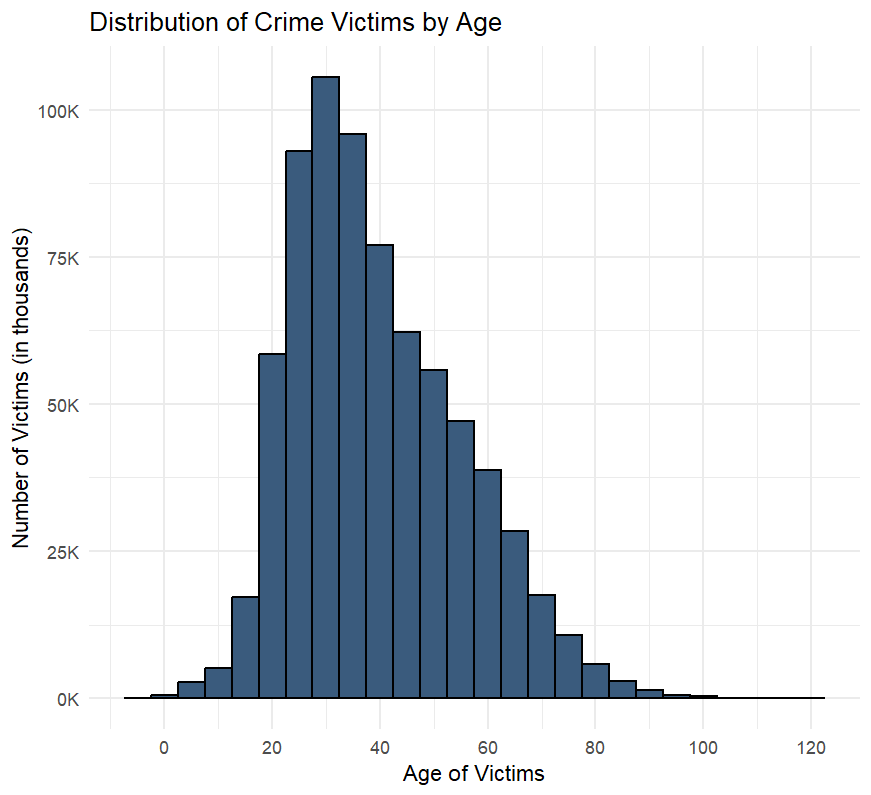 Distribution of Crime Victims by Age
Number of Victims (in thousands)
100K
75K
50K
25K
0K
0 20 40 60 80 100 120
Age of Victims